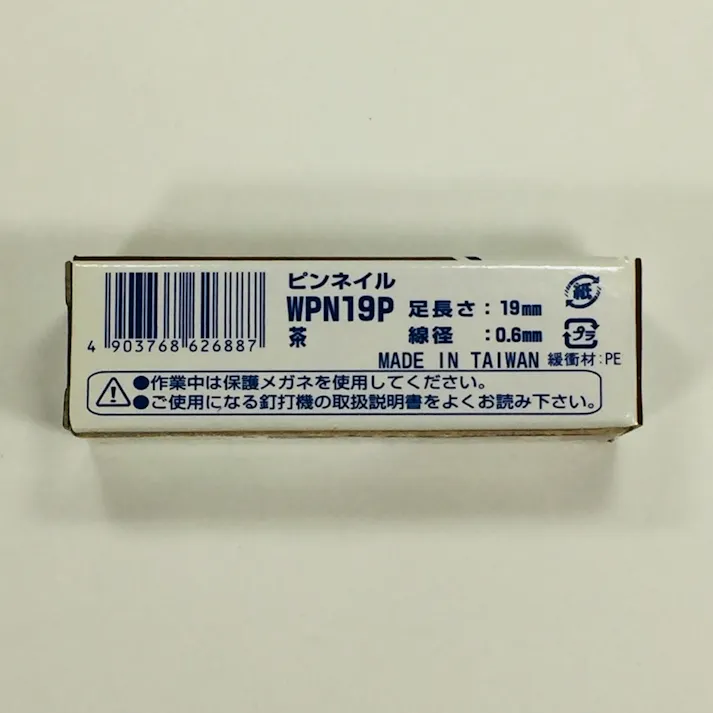 ピンネイル
WPN19P 足長さ：19mm
茶 線径 ：0.6mm
紙
プラ
4 903768 626887
MADE IN TAIWAN 緩衝材:PE
●作業中は保護メガネを使用してください。
●ご使用になる釘打機の取扱説明書をよくお読み下さい。